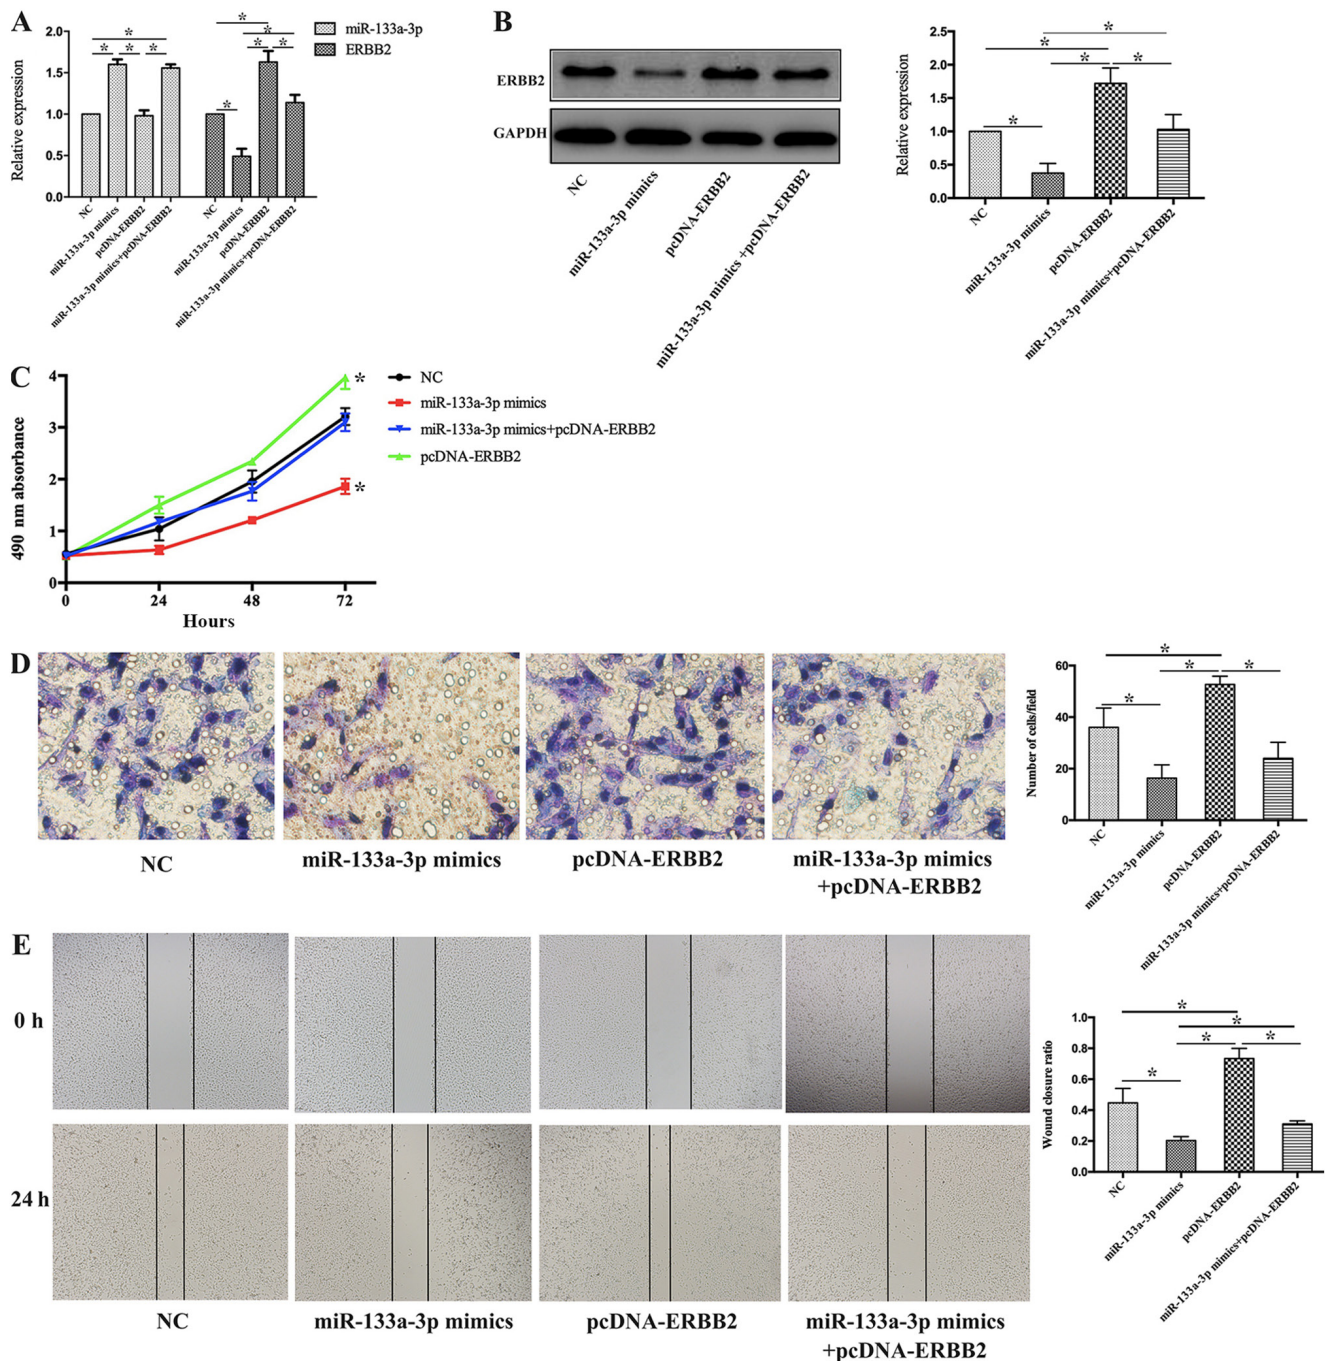 A
Relative expression
2.0
1.5
1.0
0.5
0.0
* * * *
* * * * *
miR-133a-3p
ERBB2
NC
miR-133a-3p mimics
pcDNA-ERBB2
miR-133a-3p mimics+pcDNA-ERBB2
NC
miR-133a-3p mimics
pcDNA-ERBB2
miR-133a-3p mimics+pcDNA-ERBB2
B
ERBB2
GAPDH
NC
miR-133a-3p mimics
pcDNA-ERBB2
miR-133a-3p mimics +pcDNA-ERBB2
Relative expression
2.5
2.0
1.5
1.0
0.5
0.0
* * * * *
NC
miR-133a-3p mimics
pcDNA-ERBB2
miR-133a-3p mimics+pcDNA-ERBB2
C
490 nm absorbance
4
3
2
1
0
0 24 48 72
Hours
*
*
NC
miR-133a-3p mimics
miR-133a-3p mimics+pcDNA-ERBB2
pcDNA-ERBB2
D
NC
miR-133a-3p mimics
pcDNA-ERBB2
miR-133a-3p mimics
+pcDNA-ERBB2
Number of cells/field
60
40
20
0
* * * *
NC
miR-133a-3p mimics
pcDNA-ERBB2
miR-133a-3p mimics+pcDNA-ERBB2
E
0 h
24 h
NC
miR-133a-3p mimics
pcDNA-ERBB2
miR-133a-3p mimics
+pcDNA-ERBB2
Wound closure ratio
1.0
0.8
0.6
0.4
0.2
0.0
* * * * *
NC
miR-133a-3p mimics
pcDNA-ERBB2
miR-133a-3p mimics+pcDNA-ERBB2